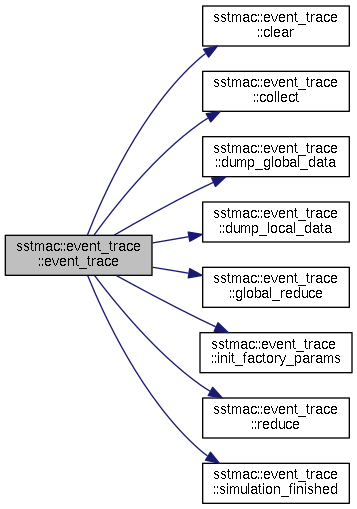 sstmac::event_trace
::clear
sstmac::event_trace
::collect
sstmac::event_trace
::dump_global_data
sstmac::event_trace
::dump_local_data
sstmac::event_trace
::event_trace
sstmac::event_trace
::global_reduce
sstmac::event_trace
::init_factory_params
sstmac::event_trace
::reduce
sstmac::event_trace
::simulation_finished